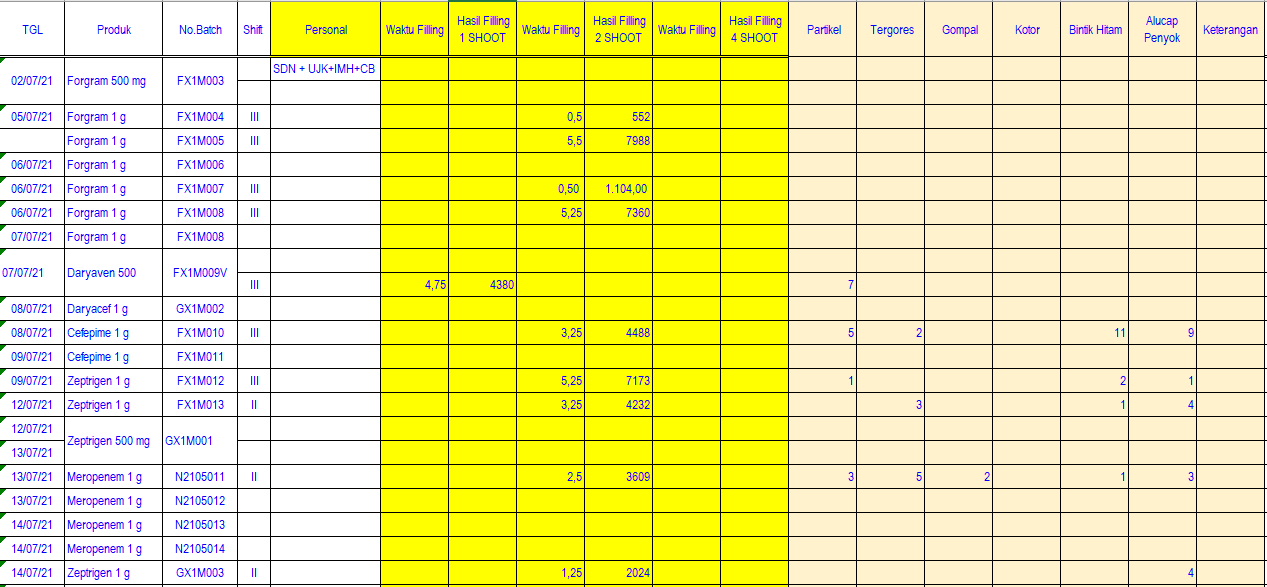 TGL Produk No.Batch Shift Personal Waktu Filling Hasil Filling 1 SHOOT Waktu Filling Hasil Filling 2 SHOOT Waktu Filling Hasil Filling 4 SHOOT Partikel Tergores Gompal Kotor Bintik Hitam Alucap Penyok Keterangan
02/07/21 Forgram 500 mg FX1M003 SDN + UJK+IMH+CB
05/07/21 Forgram 1 g FX1M004 III 0,5 552
Forgram 1 g FX1M005 III 5,5 7988
06/07/21 Forgram 1 g FX1M006
06/07/21 Forgram 1 g FX1M007 III 0,50 1.104,00
06/07/21 Forgram 1 g FX1M008 III 5,25 7360
07/07/21 Forgram 1 g FX1M008
07/07/21 Daryaven 500 FX1M009V III 4,75 4380 7
08/07/21 Daryacef 1 g GX1M002
08/07/21 Cefepime 1 g FX1M010 III 3,25 4488 5 2 11 9
09/07/21 Cefepime 1 g FX1M011
09/07/21 Zeptrigen 1 g FX1M012 III 5,25 7173 1 2 1
12/07/21 Zeptrigen 1 g FX1M013 II 3,25 4232 3 1 4
12/07/21
Zeptrigen 500 mg GX1M001
13/07/21
13/07/21 Meropenem 1 g N2105011 II 2,5 3609 3 5 2 1 3
13/07/21 Meropenem 1 g N2105012
14/07/21 Meropenem 1 g N2105013
14/07/21 Meropenem 1 g N2105014
14/07/21 Zeptrigen 1 g GX1M003 II 1,25 2024 4